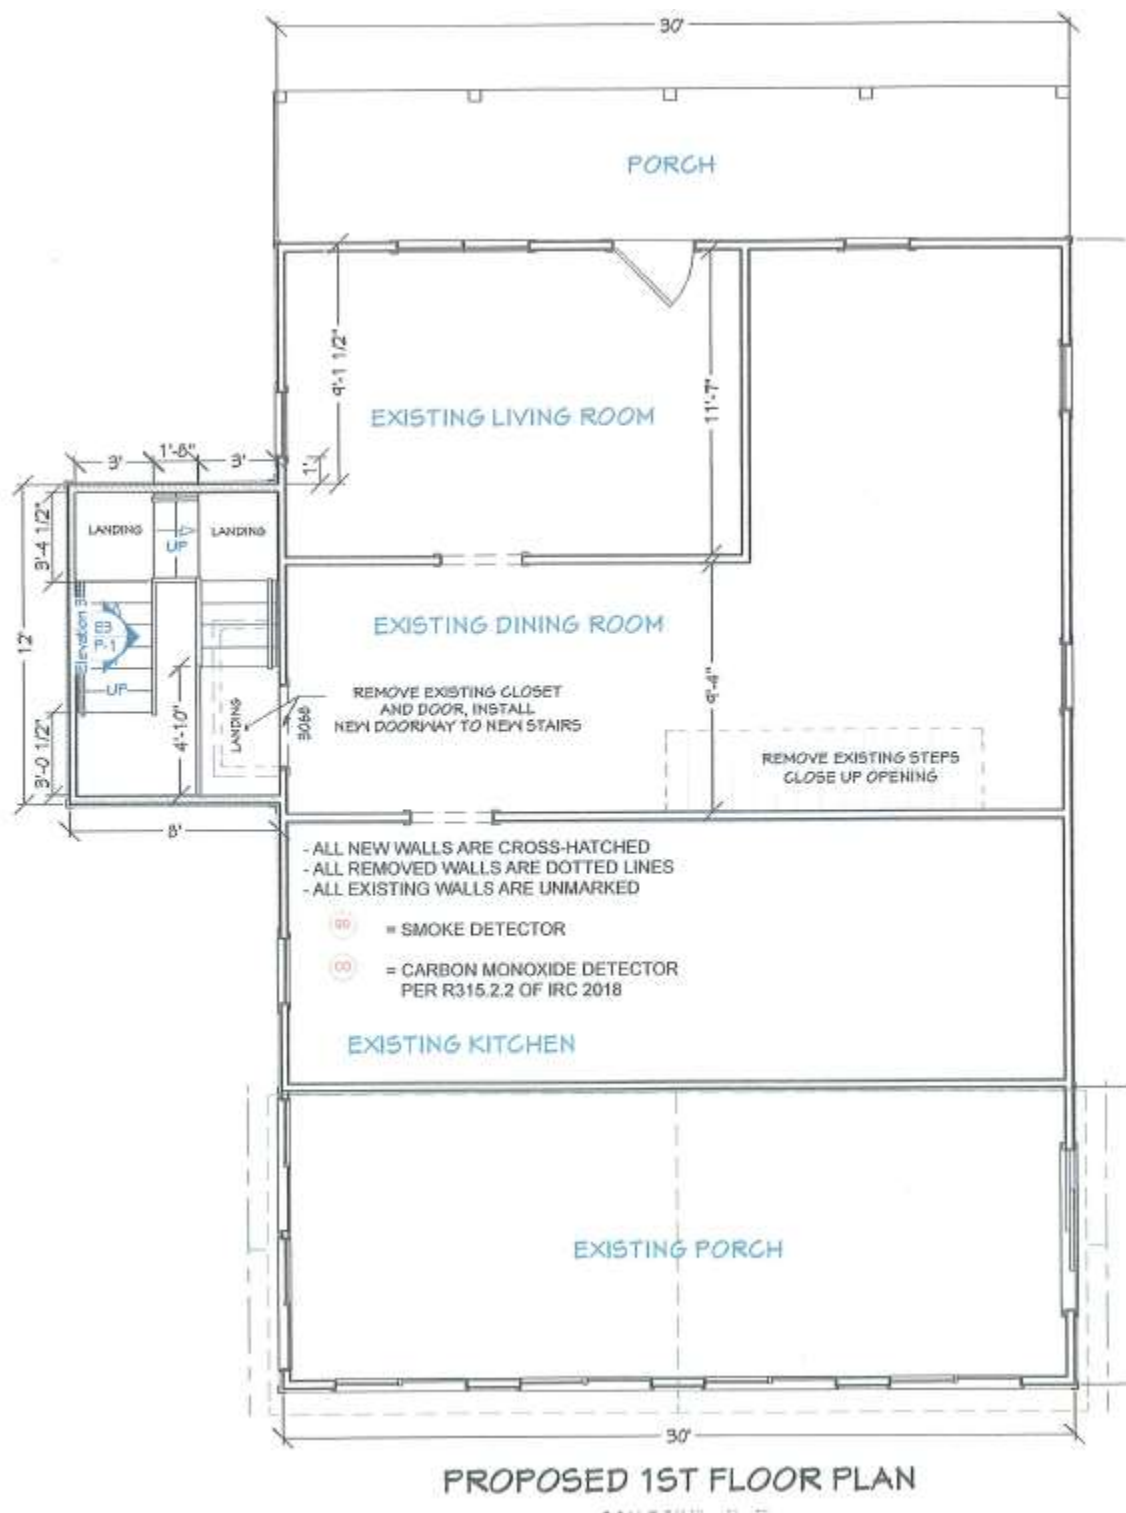 30'
PORCH
9'-1 1/2"
11'-7"
EXISTING LIVING ROOM
3'
1'-8"
3'
1'
LANDING
LANDING
UP
3'-4 1/2"
12'
EXISTING DINING ROOM
Elevation 3
E3
P-1
UP
LANDING
4'-10"
3'-0 1/2"
8'
3068
REMOVE EXISTING CLOSET
AND DOOR, INSTALL
NEW DOORWAY TO NEW STAIRS
9'-4"
REMOVE EXISTING STEPS
CLOSE UP OPENING
- ALL NEW WALLS ARE CROSS-HATCHED
- ALL REMOVED WALLS ARE DOTTED LINES
- ALL EXISTING WALLS ARE UNMARKED
= SMOKE DETECTOR
CO
= CARBON MONOXIDE DETECTOR
PER R315.2.2 OF IRC 2018
EXISTING KITCHEN
EXISTING PORCH
30'
PROPOSED 1ST FLOOR PLAN